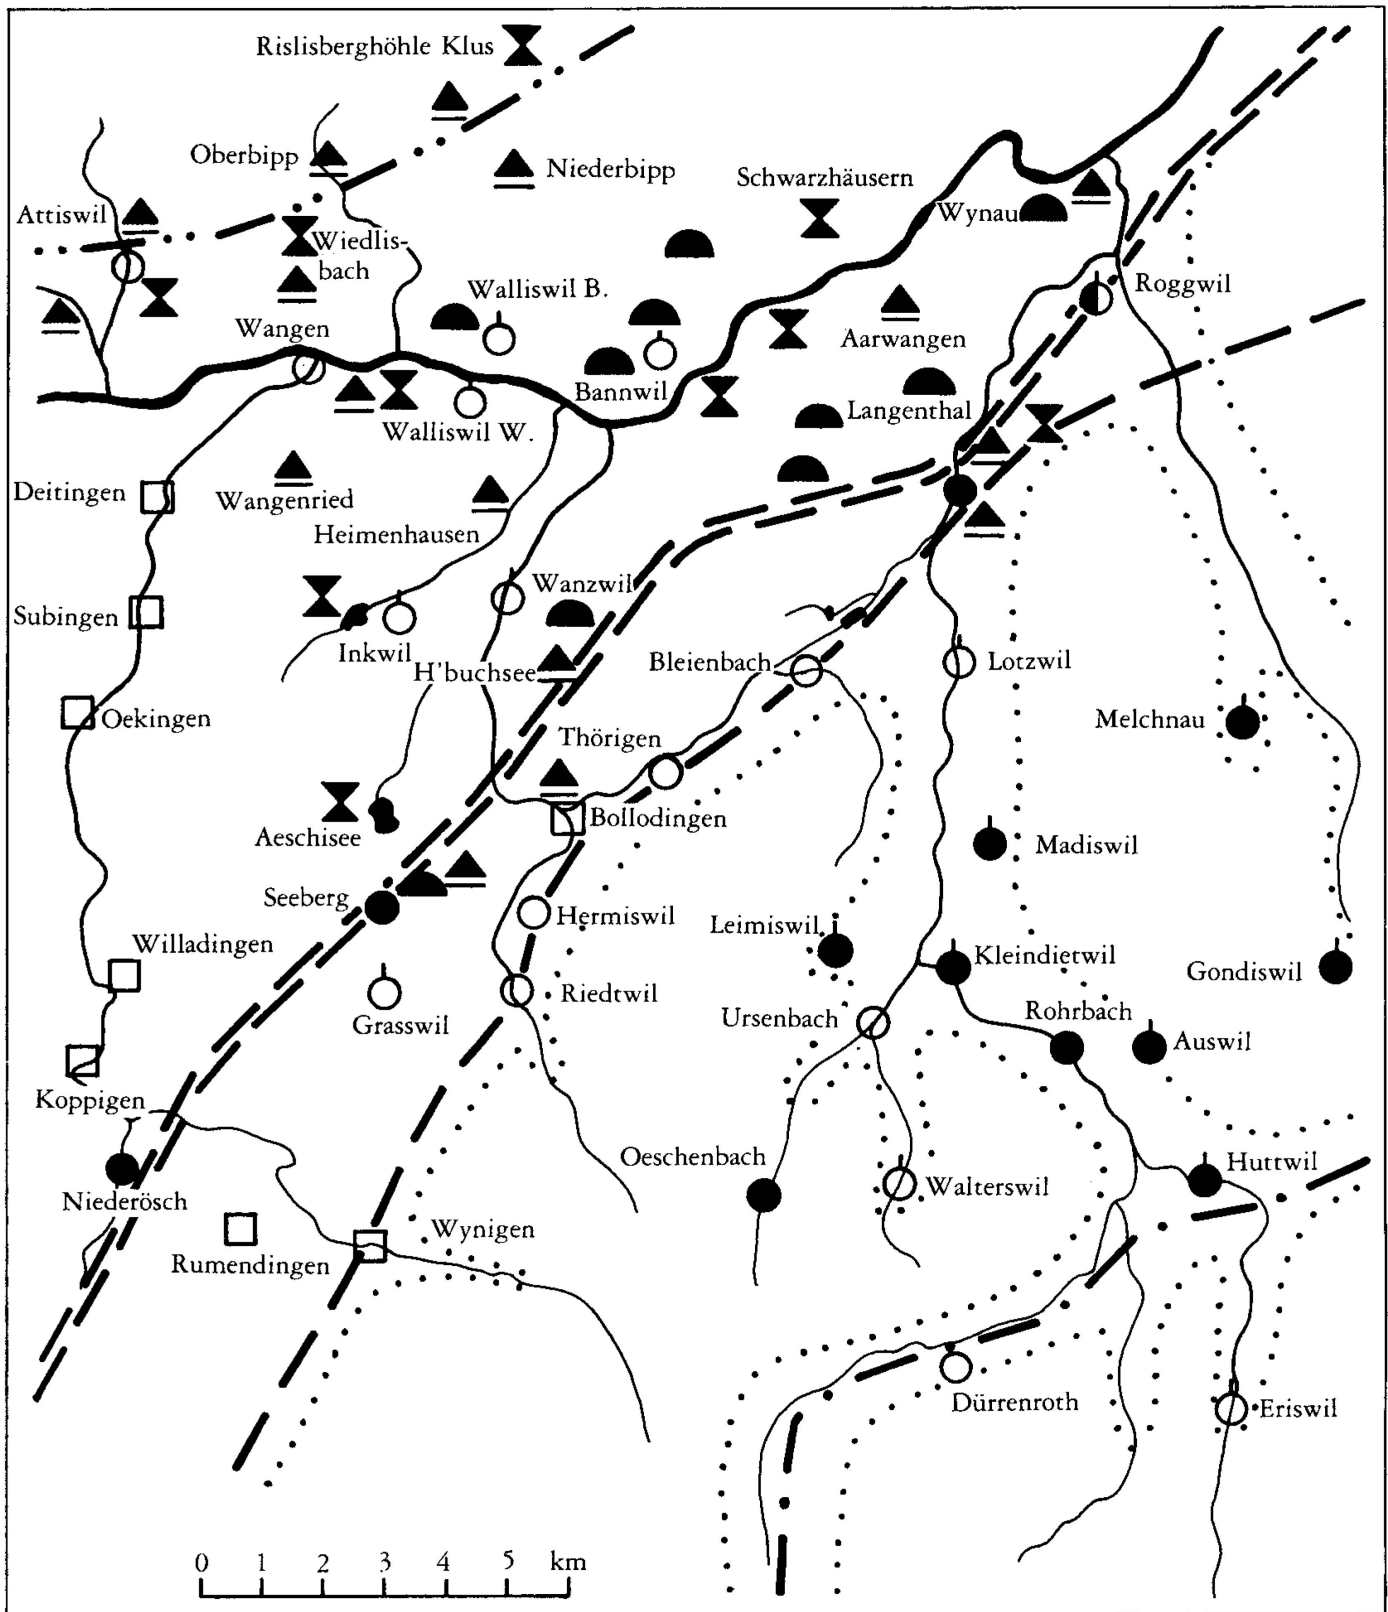 Rislisberghöhle Klus
Oberbipp
Niederbipp
Schwarzhäusern
Attiswil
Wynau
Wiedlis-
bach
Walliswil B.
Roggwil
Wangen
Aarwangen
Bannwil
Langenthal
Walliswil W.
Deitingen
Wangenried
Heimenhausen
Wanzwil
Subingen
Inkwil
H'buchsee
Bleienbach
Lotzwil
Oekingen
Melchnau
Thörigen
Bollodingen
Aeschisee
Madiswil
Seeberg
Hermiswil
Leimiswil
Willadingen
Kleindietwil
Gondiswil
Riedtwil
Grasswil
Ursenbach
Rohrbach
Auswil
Koppigen
Oeschenbach
Huttwil
Niederösch
Walterswil
Wynigen
Rumendingen
Dürrenroth
Eriswil
0 1 2 3 4 5 km